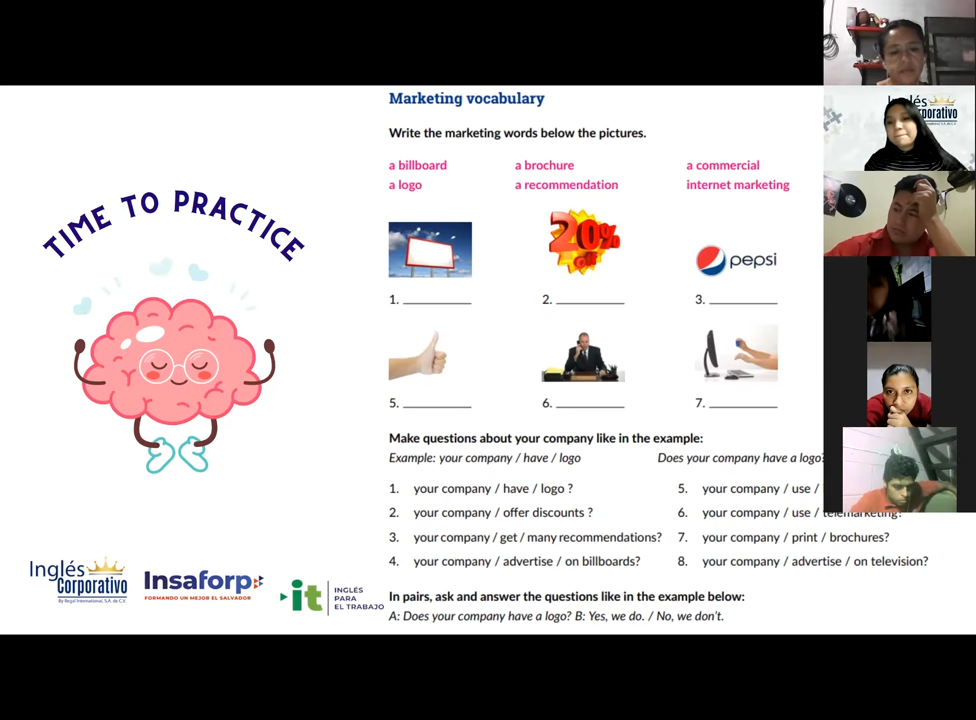 TIME TO PRACTICE
Marketing vocabulary
Write the marketing words below the pictures.
a billboard a brochure a commercial
a logo a recommendation internet marketing
20%
off
pepsi
1. 2. 3.
5. 6. 7.
Make questions about your company like in the example:
Example: your company / have / logo Does your company have a logo?
1. your company / have / logo ?
2. your company / offer discounts ?
3. your company / get / many recommendations?
4. your company / advertise / on billboards?
5. your company / use /
6. your company / use / telemarketing?
7. your company / print / brochures?
8. your company / advertise / on television?
In pairs, ask and answer the questions like in the example below:
A: Does your company have a logo? B: Yes, we do. / No, we don't.
Inglés
Corporativo
By Regal International, S.A. de C.V.
Insaforp
FORMANDO UN MEJOR EL SALVADOR
it
INGLÉS
PARA
EL TRABAJO